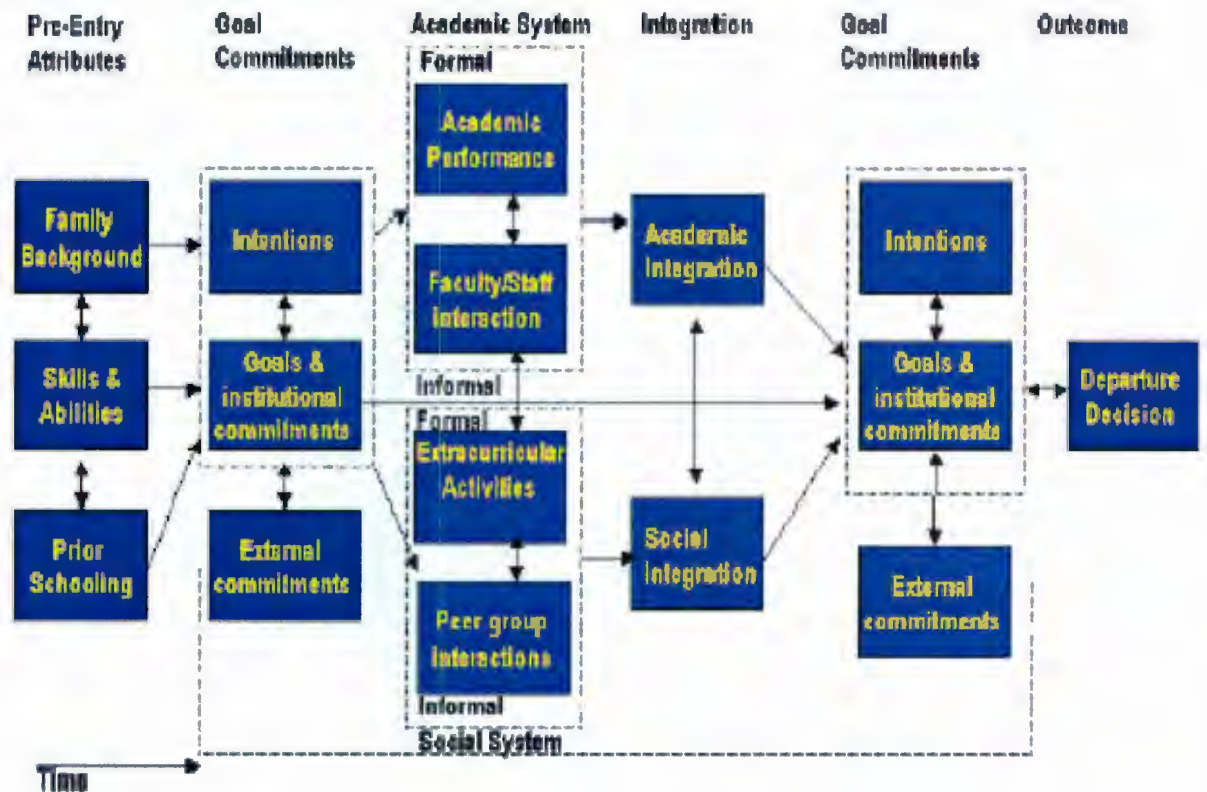 Pre-Entry
Attributes
Goal
Commitments
Academic System
Integration
Goal
Commitments
Outcome
Formal
Academic
Performance
Family
Background
Intentions
Faculty/Staff
interaction
Academic
Integration
Intentions
Skills &
Abilities
Goals &
institutional
commitments
Informal
Formal
Extracurricular
Activities
Goals &
institutional
commitments
Departure
Decision
Prior
Schooling
External
commitments
Peer group
interactions
Social
Integration
External
commitments
Informal
Social System
Time